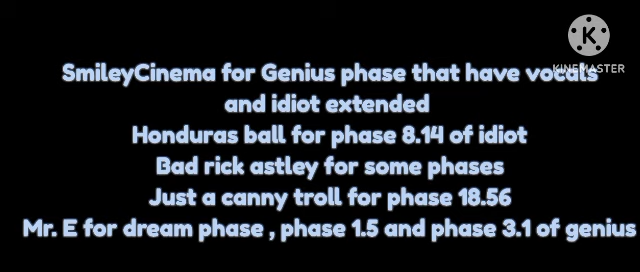 K
KINEMASTER
SmileyCinema for Genius phase that have vocals
and idiot extended
Honduras ball for phase 8.14 of idiot
Bad rick astley for some phases
Just a canny troll for phase 18.56
Mr. E for dream phase , phase 1.5 and phase 3.1 of genius